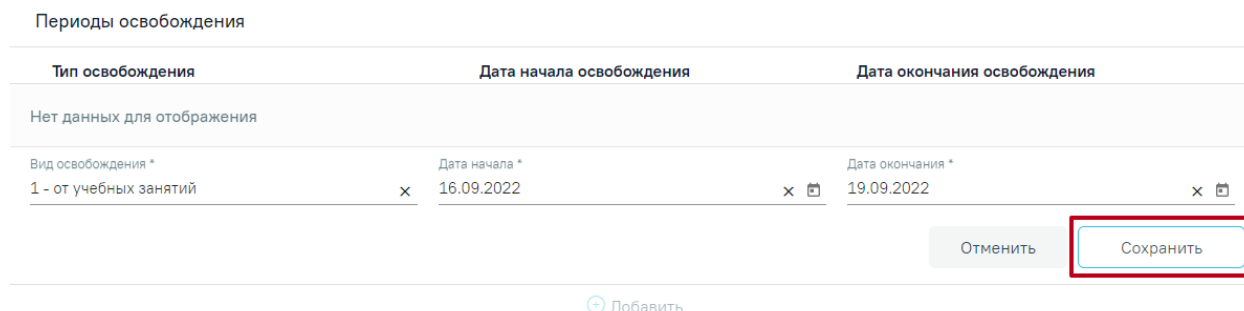 Периоды освобождения
Тип освобождения Дата начала освобождения Дата окончания освобождения
Нет данных для отображения
Вид освобождения * Дата начала * Дата окончания *
1 - от учебных занятий 16.09.2022 19.09.2022
Отменить Сохранить
Добавить